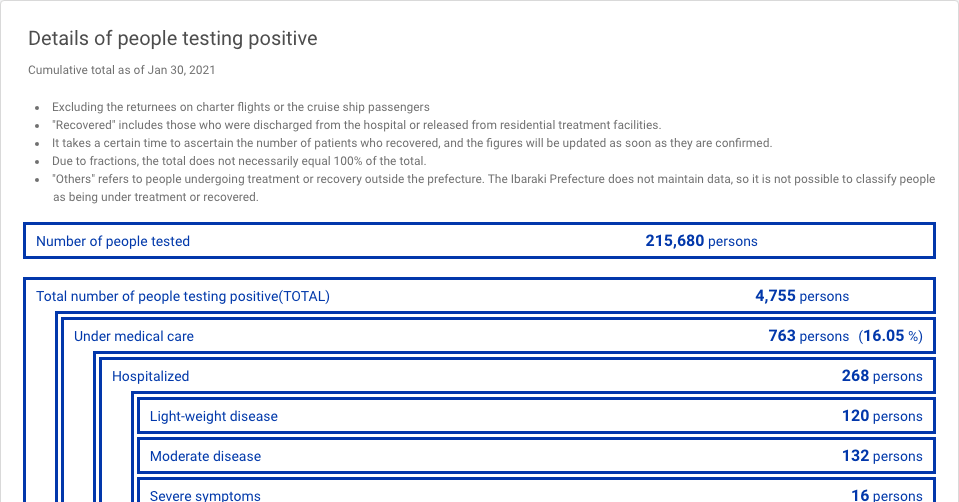 Details of people testing positive
Cumulative total as of Jan 30, 2021
• Excluding the returnees on charter flights or the cruise ship passengers
• "Recovered" includes those who were discharged from the hospital or released from residential treatment facilities.
• It takes a certain time to ascertain the number of patients who recovered, and the figures will be updated as soon as they are confirmed.
• Due to fractions, the total does not necessarily equal 100% of the total.
• "Others" refers to people undergoing treatment or recovery outside the prefecture. The Ibaraki Prefecture does not maintain data, so it is not possible to classify people
as being under treatment or recovered.
Number of people tested 215,680 persons
Total number of people testing positive(TOTAL) 4,755 persons
Under medical care 763 persons (16.05 %)
Hospitalized 268 persons
Light-weight disease 120 persons
Moderate disease 132 persons
Severe symptoms 16 persons